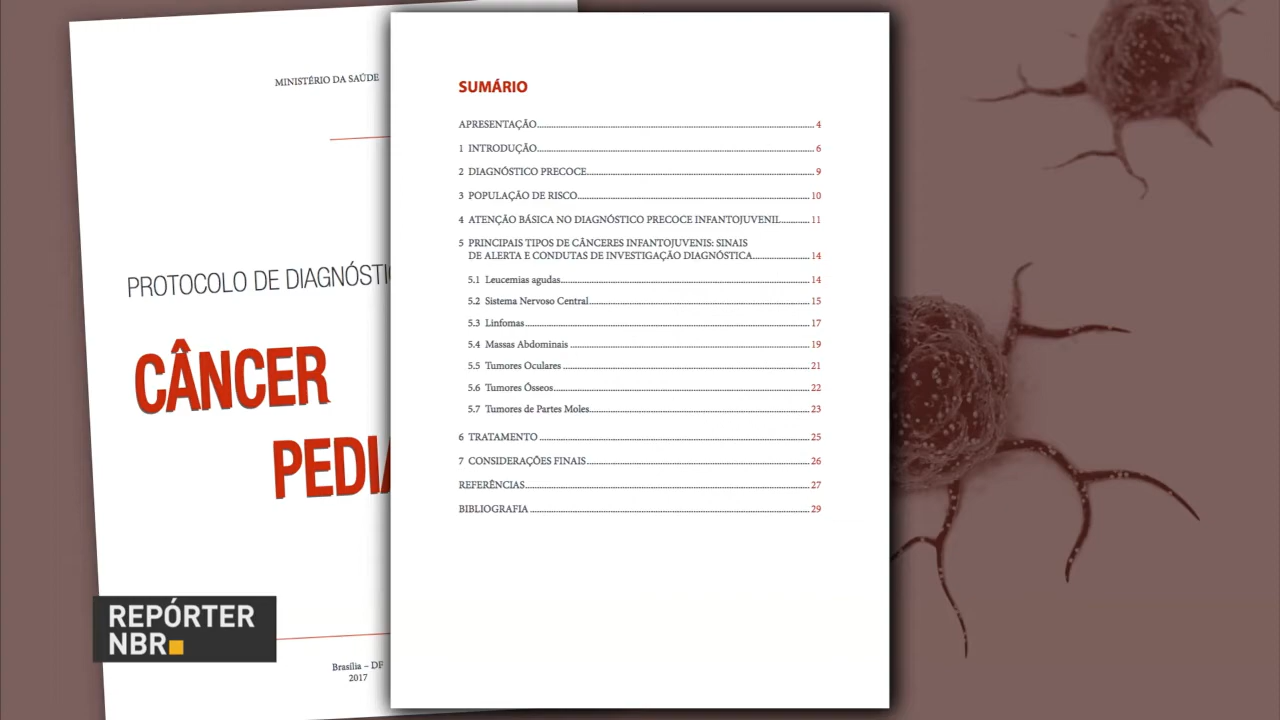 MINISTÉRIO DA SAÚDE
PROTOCOLO DE
CÂNCER
Brasília – DF
2017
SUMÁRIO
APRESENTAÇÃO 4
1 INTRODUÇÃO 6
2 DIAGNÓSTICO PRECOCE 9
3 POPULAÇÃO DE RISCO 10
4 ATENÇÃO BÁSICA NO DIAGNÓSTICO PRECOCE INFANTOJUVENIL 11
5 PRINCIPAIS TIPOS DE CÂNCERES INFANTOJUVENIS: SINAIS
DE ALERTA E CONDUTAS DE INVESTIGAÇÃO DIAGNÓSTICA 14
5.1 Leucemias agudas 14
5.2 Sistema Nervoso Central 15
5.3 Linfomas 17
5.4 Massas Abdominais 19
5.5 Tumores Oculares 21
5.6 Tumores Ósseos 22
5.7 Tumores de Partes Moles 23
6 TRATAMENTO 25
7 CONSIDERAÇÕES FINAIS 26
REFERÊNCIAS 27
BIBLIOGRAFIA 29
REPÓRTER
NBR